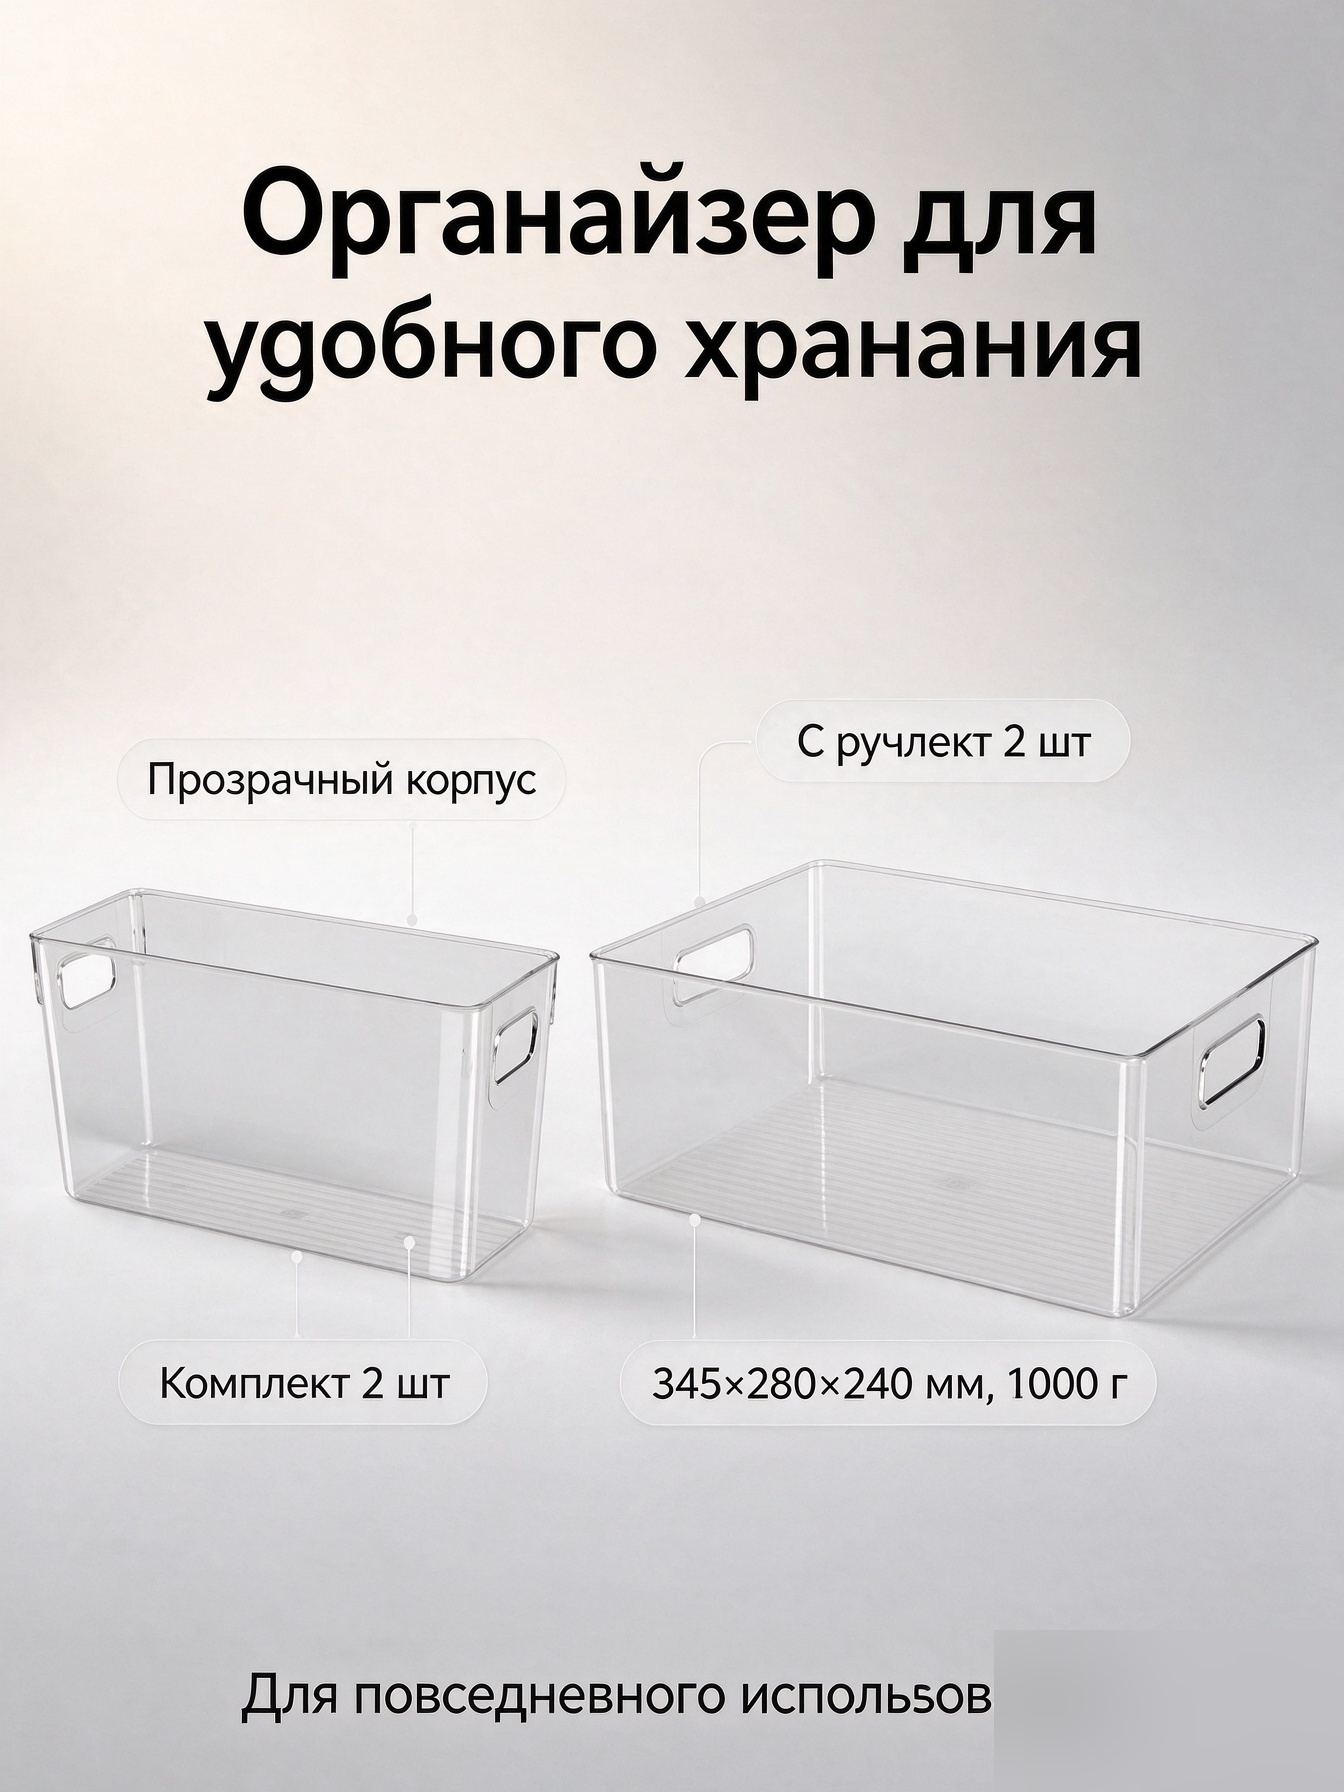 Органайзер для
удобного хранания
С ручлект 2 шт
Прозрачный корпус
Комплект 2 шт
345×280×240 мм, 1000 г
Для повседневного испольѕов